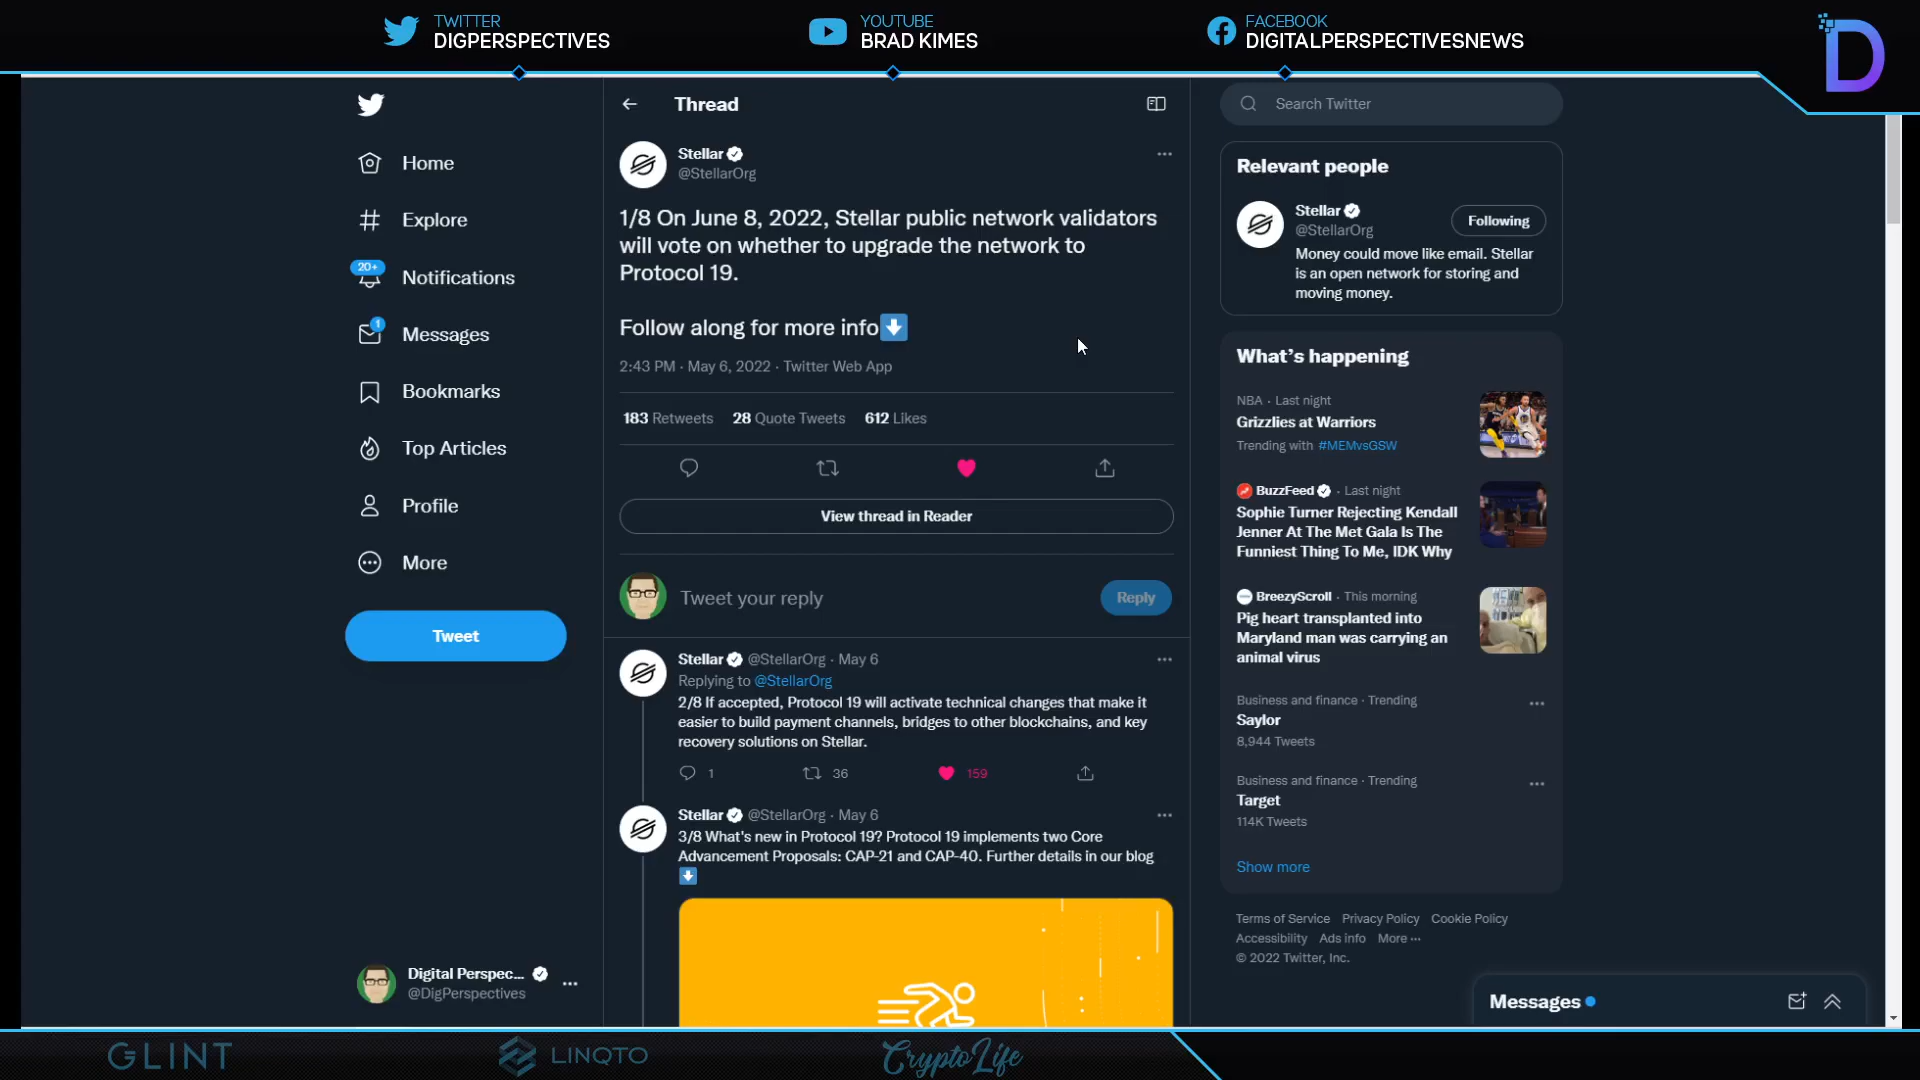 TWITTER
DIGPERSPECTIVES
YOUTUBE
BRAD KIMES
FACEBOOK
DIGITALPERSPECTIVESNEWS
D
Home
Explore
20+
Notifications
1
Messages
Bookmarks
Top Articles
Profile
More
Tweet
Digital Perspec...
@DigPerspectives
Thread
Stellar
@StellarOrg
1/8 On June 8, 2022, Stellar public network validators
will vote on whether to upgrade the network to
Protocol 19.
Follow along for more info⬇️
2:43 PM · May 6, 2022 · Twitter Web App
183 Retweets 28 Quote Tweets 612 Likes
View thread in Reader
Tweet your reply
Reply
Stellar @StellarOrg · May 6
Replying to @StellarOrg
2/8 If accepted, Protocol 19 will activate technical changes that make it
easier to build payment channels, bridges to other blockchains, and key
recovery solutions on Stellar.
1 36 159
Stellar @StellarOrg · May 6
3/8 What's new in Protocol 19? Protocol 19 implements two Core
Advancement Proposals: CAP-21 and CAP-40. Further details in our blog
⬇️
Search Twitter
Relevant people
Stellar
@StellarOrg
Following
Money could move like email. Stellar
is an open network for storing and
moving money.
What's happening
NBA · Last night
Grizzlies at Warriors
Trending with #MEMvsGSW
BuzzFeed · Last night
Sophie Turner Rejecting Kendall
Jenner At The Met Gala Is The
Funniest Thing To Me, IDK Why
BreezyScroll · This morning
Pig heart transplanted into
Maryland man was carrying an
animal virus
Business and finance · Trending
Saylor
8,944 Tweets
Business and finance · Trending
Target
114K Tweets
Show more
Terms of Service Privacy Policy Cookie Policy
Accessibility Ads info More ···
© 2022 Twitter, Inc.
Messages
GLINT
LINQTO
CryptoLife